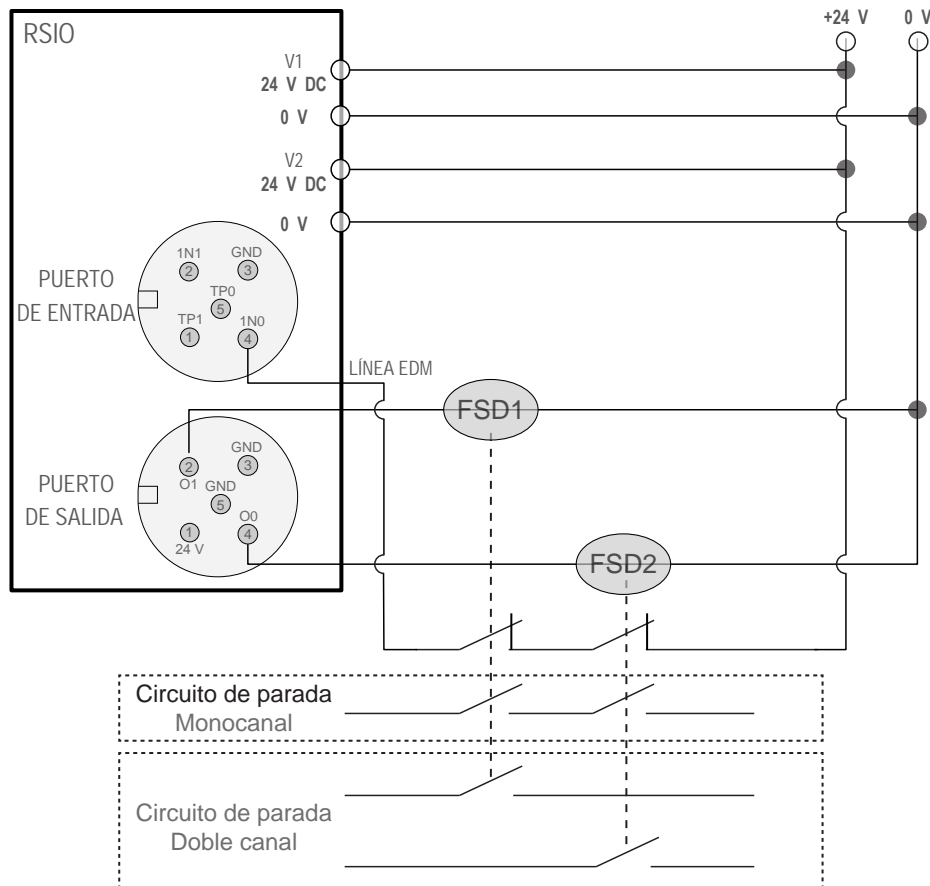 +24 V
0 V
RSIO
V1
24 V DC
0 V
V2
24 V DC
0 V
PUERTO
DE ENTRADA
1N1
2
GND
3
TP0
5
TP1
1
1N0
4
LÍNEA EDM
FSD1
PUERTO
DE SALIDA
2
O1
GND
3
GND
5
1
24 V
O0
4
FSD2
Circuito de parada
Monocanal
Circuito de parada
Doble canal